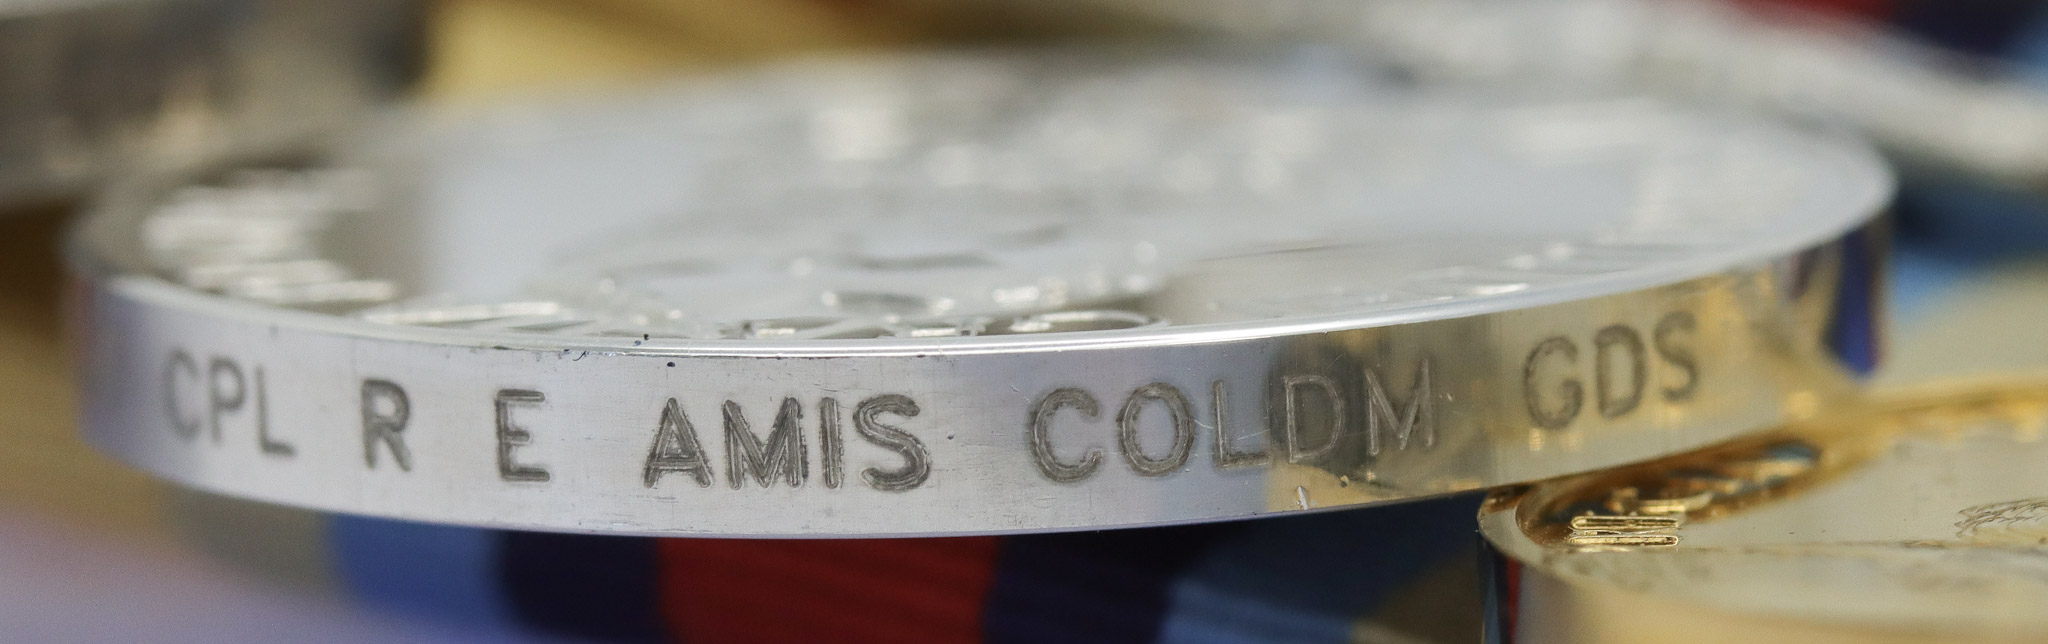 CPL R E AMIS COLDM GDS